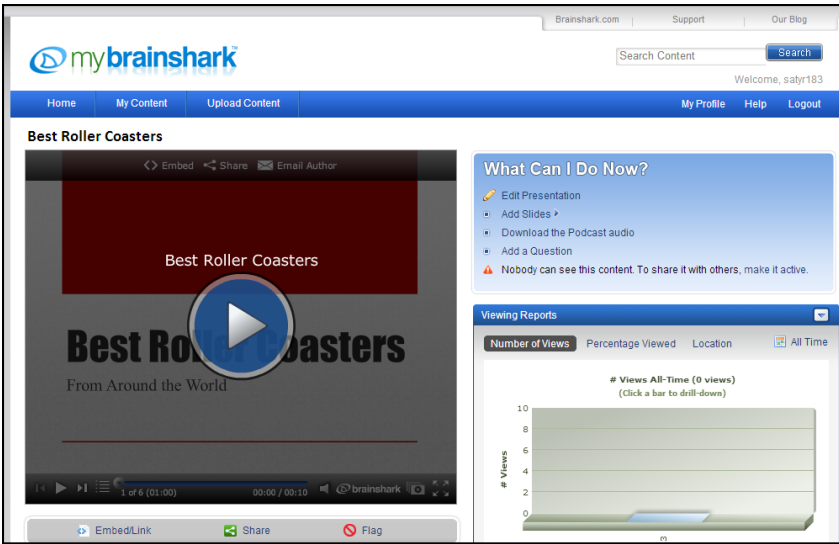 Brainshark.com Support Our Blog
mybrainshark™
Search Content Search
Welcome, satyr183
Home My Content Upload Content My Profile Help Logout
Best Roller Coasters
<> Embed Share Email Author
Best Roller Coasters
Best Ro oasters
From Around the World
1 of 6 (01:00) 00:00 / 00:10 brainshark
Embed/Link Share Flag
What Can I Do Now?
Edit Presentation
Add Slides
Download the Podcast audio
Add a Question
Nobody can see this content. To share it with others, make it active.
Viewing Reports
Number of Views Percentage Viewed Location All Time
# Views All-Time (0 views)
(Click a bar to drill-down)
# Views
10
8
6
4
2
0